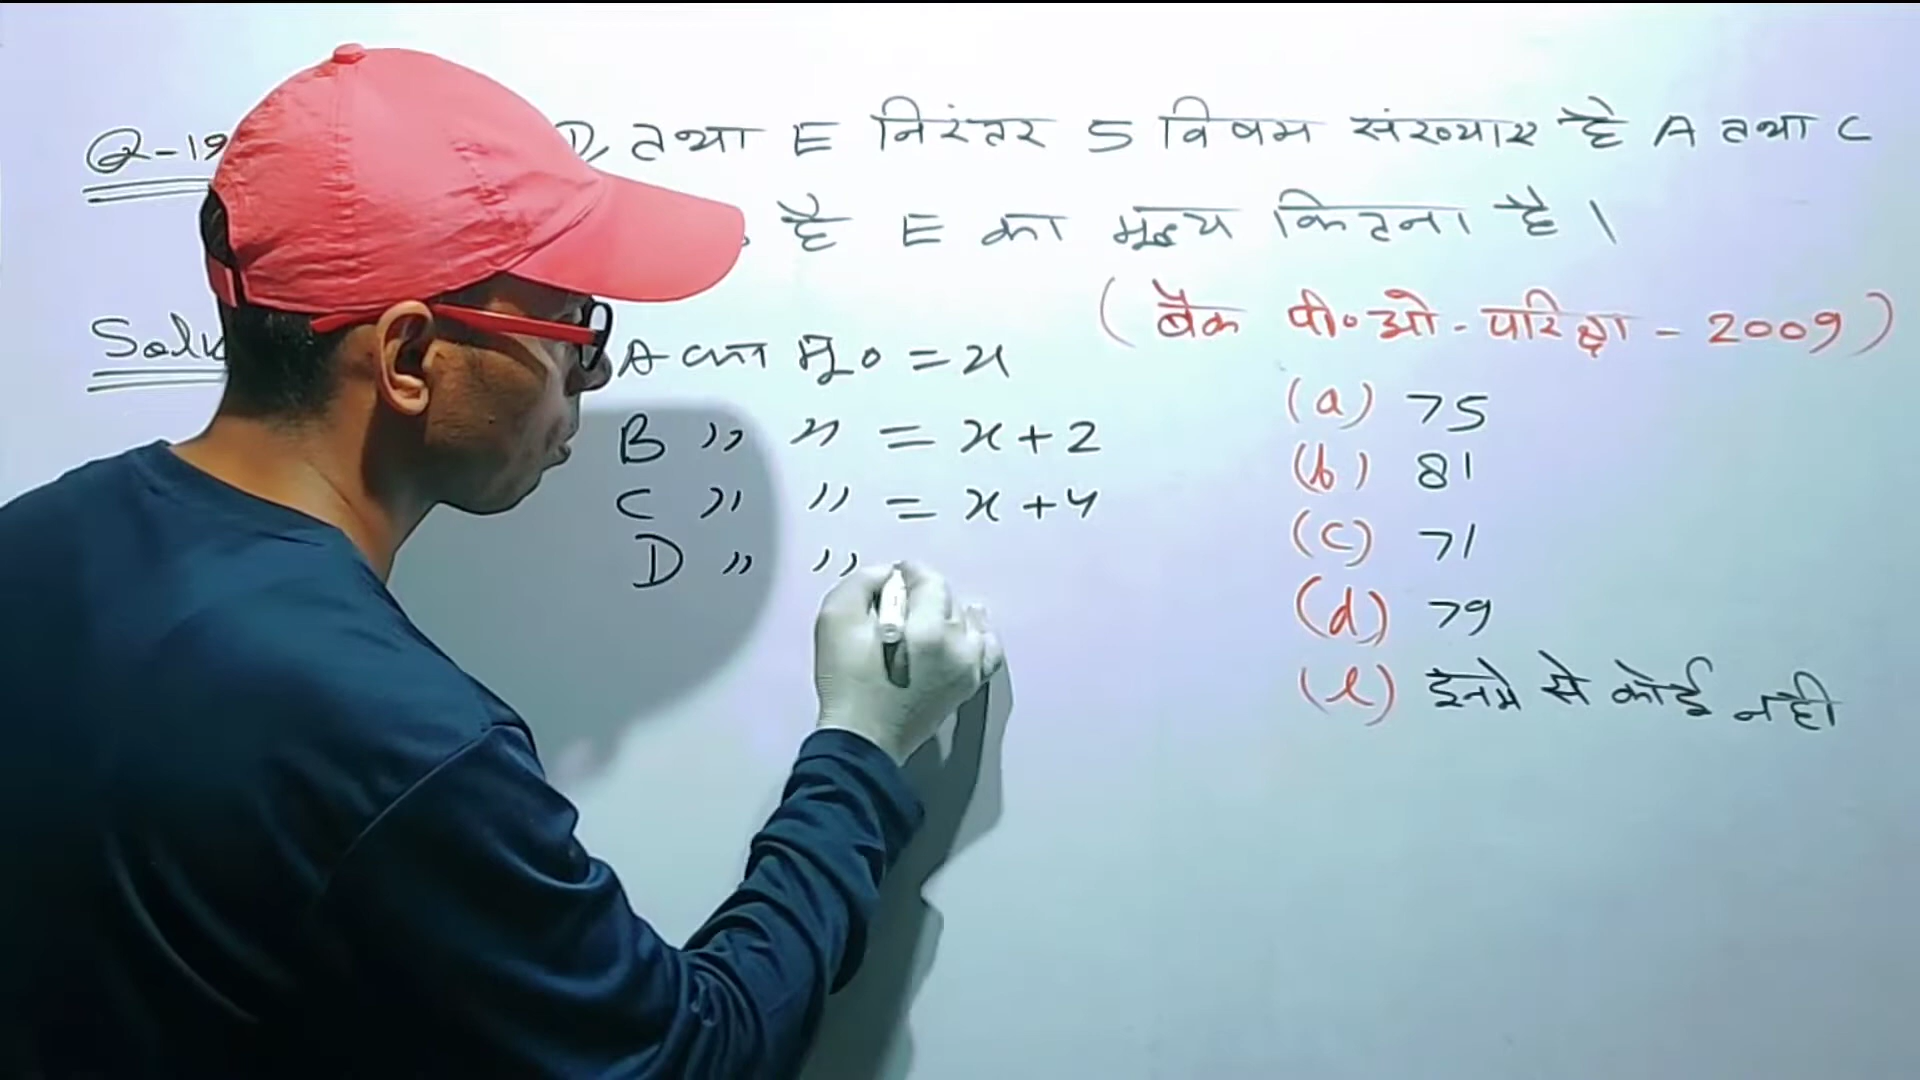 Q-19 D, तथा E निरंतर 5 विषम संख्याए है A तथा C
है E का मूल्य कितना है।
(बैंक पी०ओ०-परिक्षा-2009)
Solv A का मू० = x
B ,, ,, = x+2
C ,, ,, = x+4
D ,, ,,
(a) 75
(b) 81
(c) 71
(d) 79
(e) इनमे से कोई नही